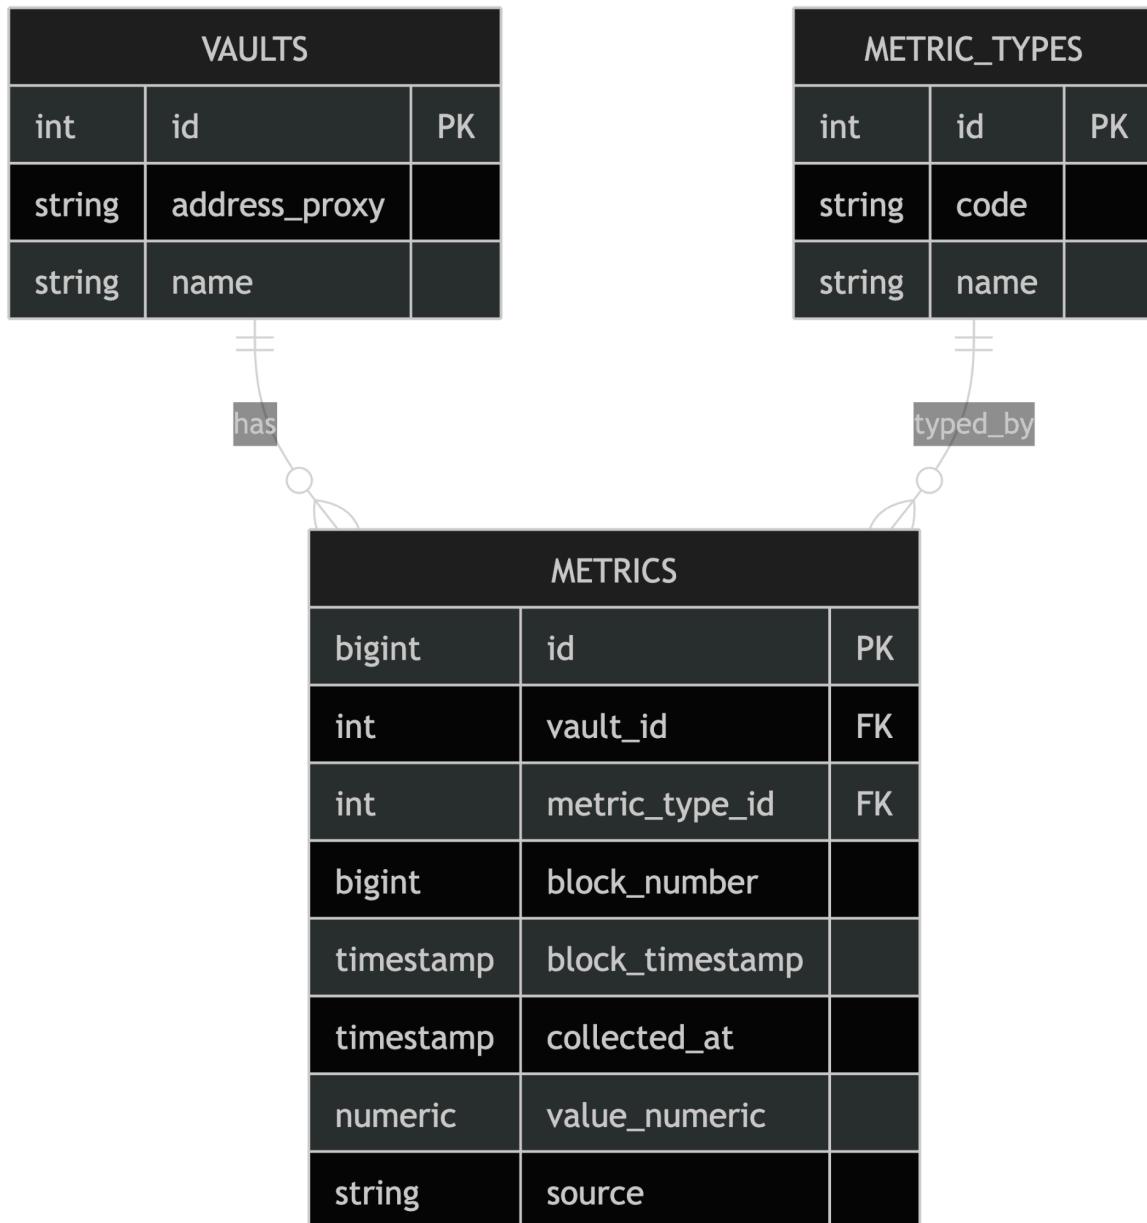 VAULTS
int id PK
string address_proxy
string name
METRIC_TYPES
int id PK
string code
string name
has
typed_by
METRICS
bigint id PK
int vault_id FK
int metric_type_id FK
bigint block_number
timestamp block_timestamp
timestamp collected_at
numeric value_numeric
string source